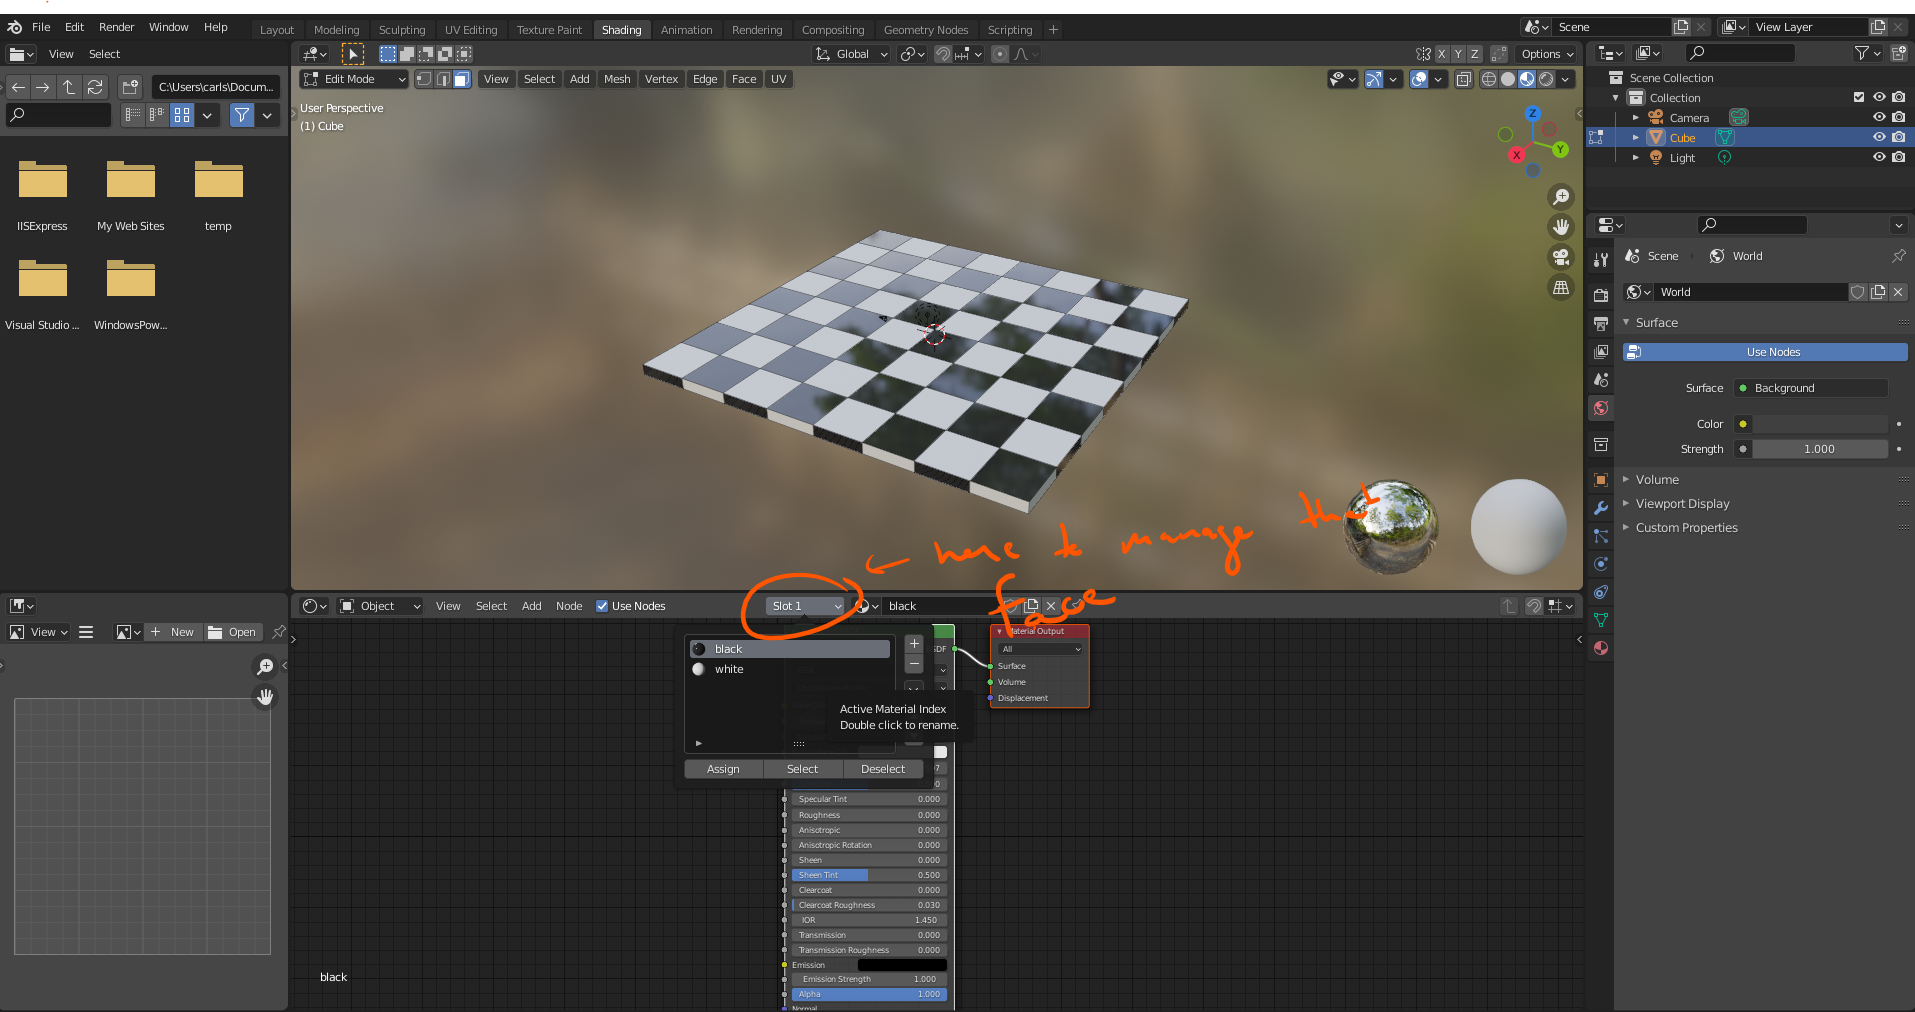 File Edit Render Window Help
Layout Modeling Sculpting UV Editing Texture Paint Shading Animation Rendering Compositing Geometry Nodes Scripting +
Scene
View Layer
View Select
Global
X Y Z
Options
C:\Users\carls\Docum...
Edit Mode
View Select Add Mesh Vertex Edge Face UV
User Perspective
(1) Cube
Z
X
Y
IISExpress
My Web Sites
temp
Visual Studio ...
WindowsPow...
Scene Collection
Collection
Camera
Cube
Light
Scene
World
World
Surface
Use Nodes
Surface
Background
Color
Strength
1.000
Volume
Viewport Display
Custom Properties
← here to manage that
face
Object
View Select Add Node
Use Nodes
Slot 1
black
View
New
Open
black
white
Active Material Index
Double click to rename.
Assign Select Deselect
Material Output
All
Surface
Volume
Displacement
Specular Tint 0.000
Roughness 0.000
Anisotropic 0.000
Anisotropic Rotation 0.000
Sheen 0.000
Sheen Tint 0.500
Clearcoat 0.000
Clearcoat Roughness 0.030
IOR 1.450
Transmission 0.000
Transmission Roughness 0.000
Emission
Emission Strength 1.000
Alpha 1.000
Normal
black